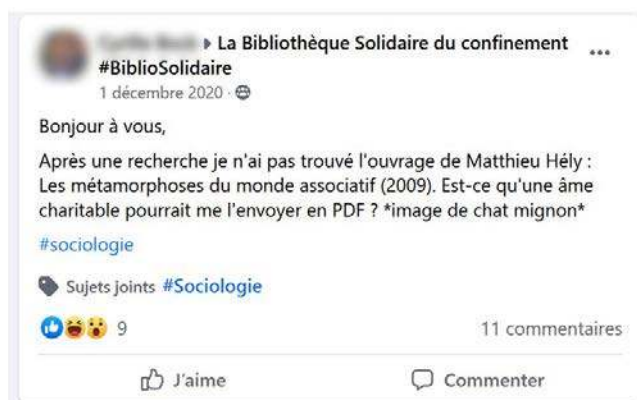 La Bibliothèque Solidaire du confinement
#BiblioSolidaire
1 décembre 2020 ·
Bonjour à vous,
Après une recherche je n'ai pas trouvé l'ouvrage de Matthieu Hély :
Les métamorphoses du monde associatif (2009). Est-ce qu'une âme
charitable pourrait me l'envoyer en PDF ? *image de chat mignon*
#sociologie
Sujets joints #Sociologie
9
11 commentaires
J'aime
Commenter